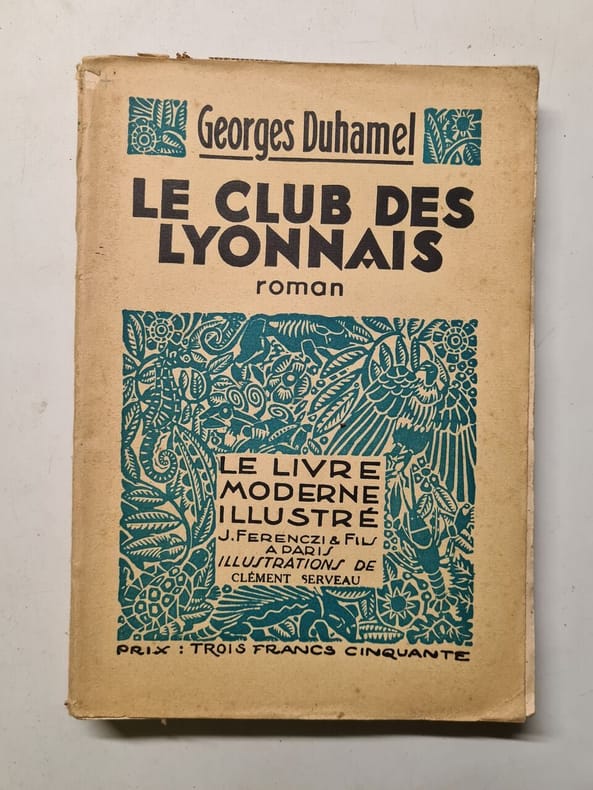 Georges Duhamel
LE CLUB DES
LYONNAIS
roman
LE LIVRE
MODERNE
ILLUSTRÉ
J. FERENCZI & FILS
A PARIS
ILLUSTRATIONS DE
CLÉMENT SERVEAU
PRIX : TROIS FRANCS CINQUANTE